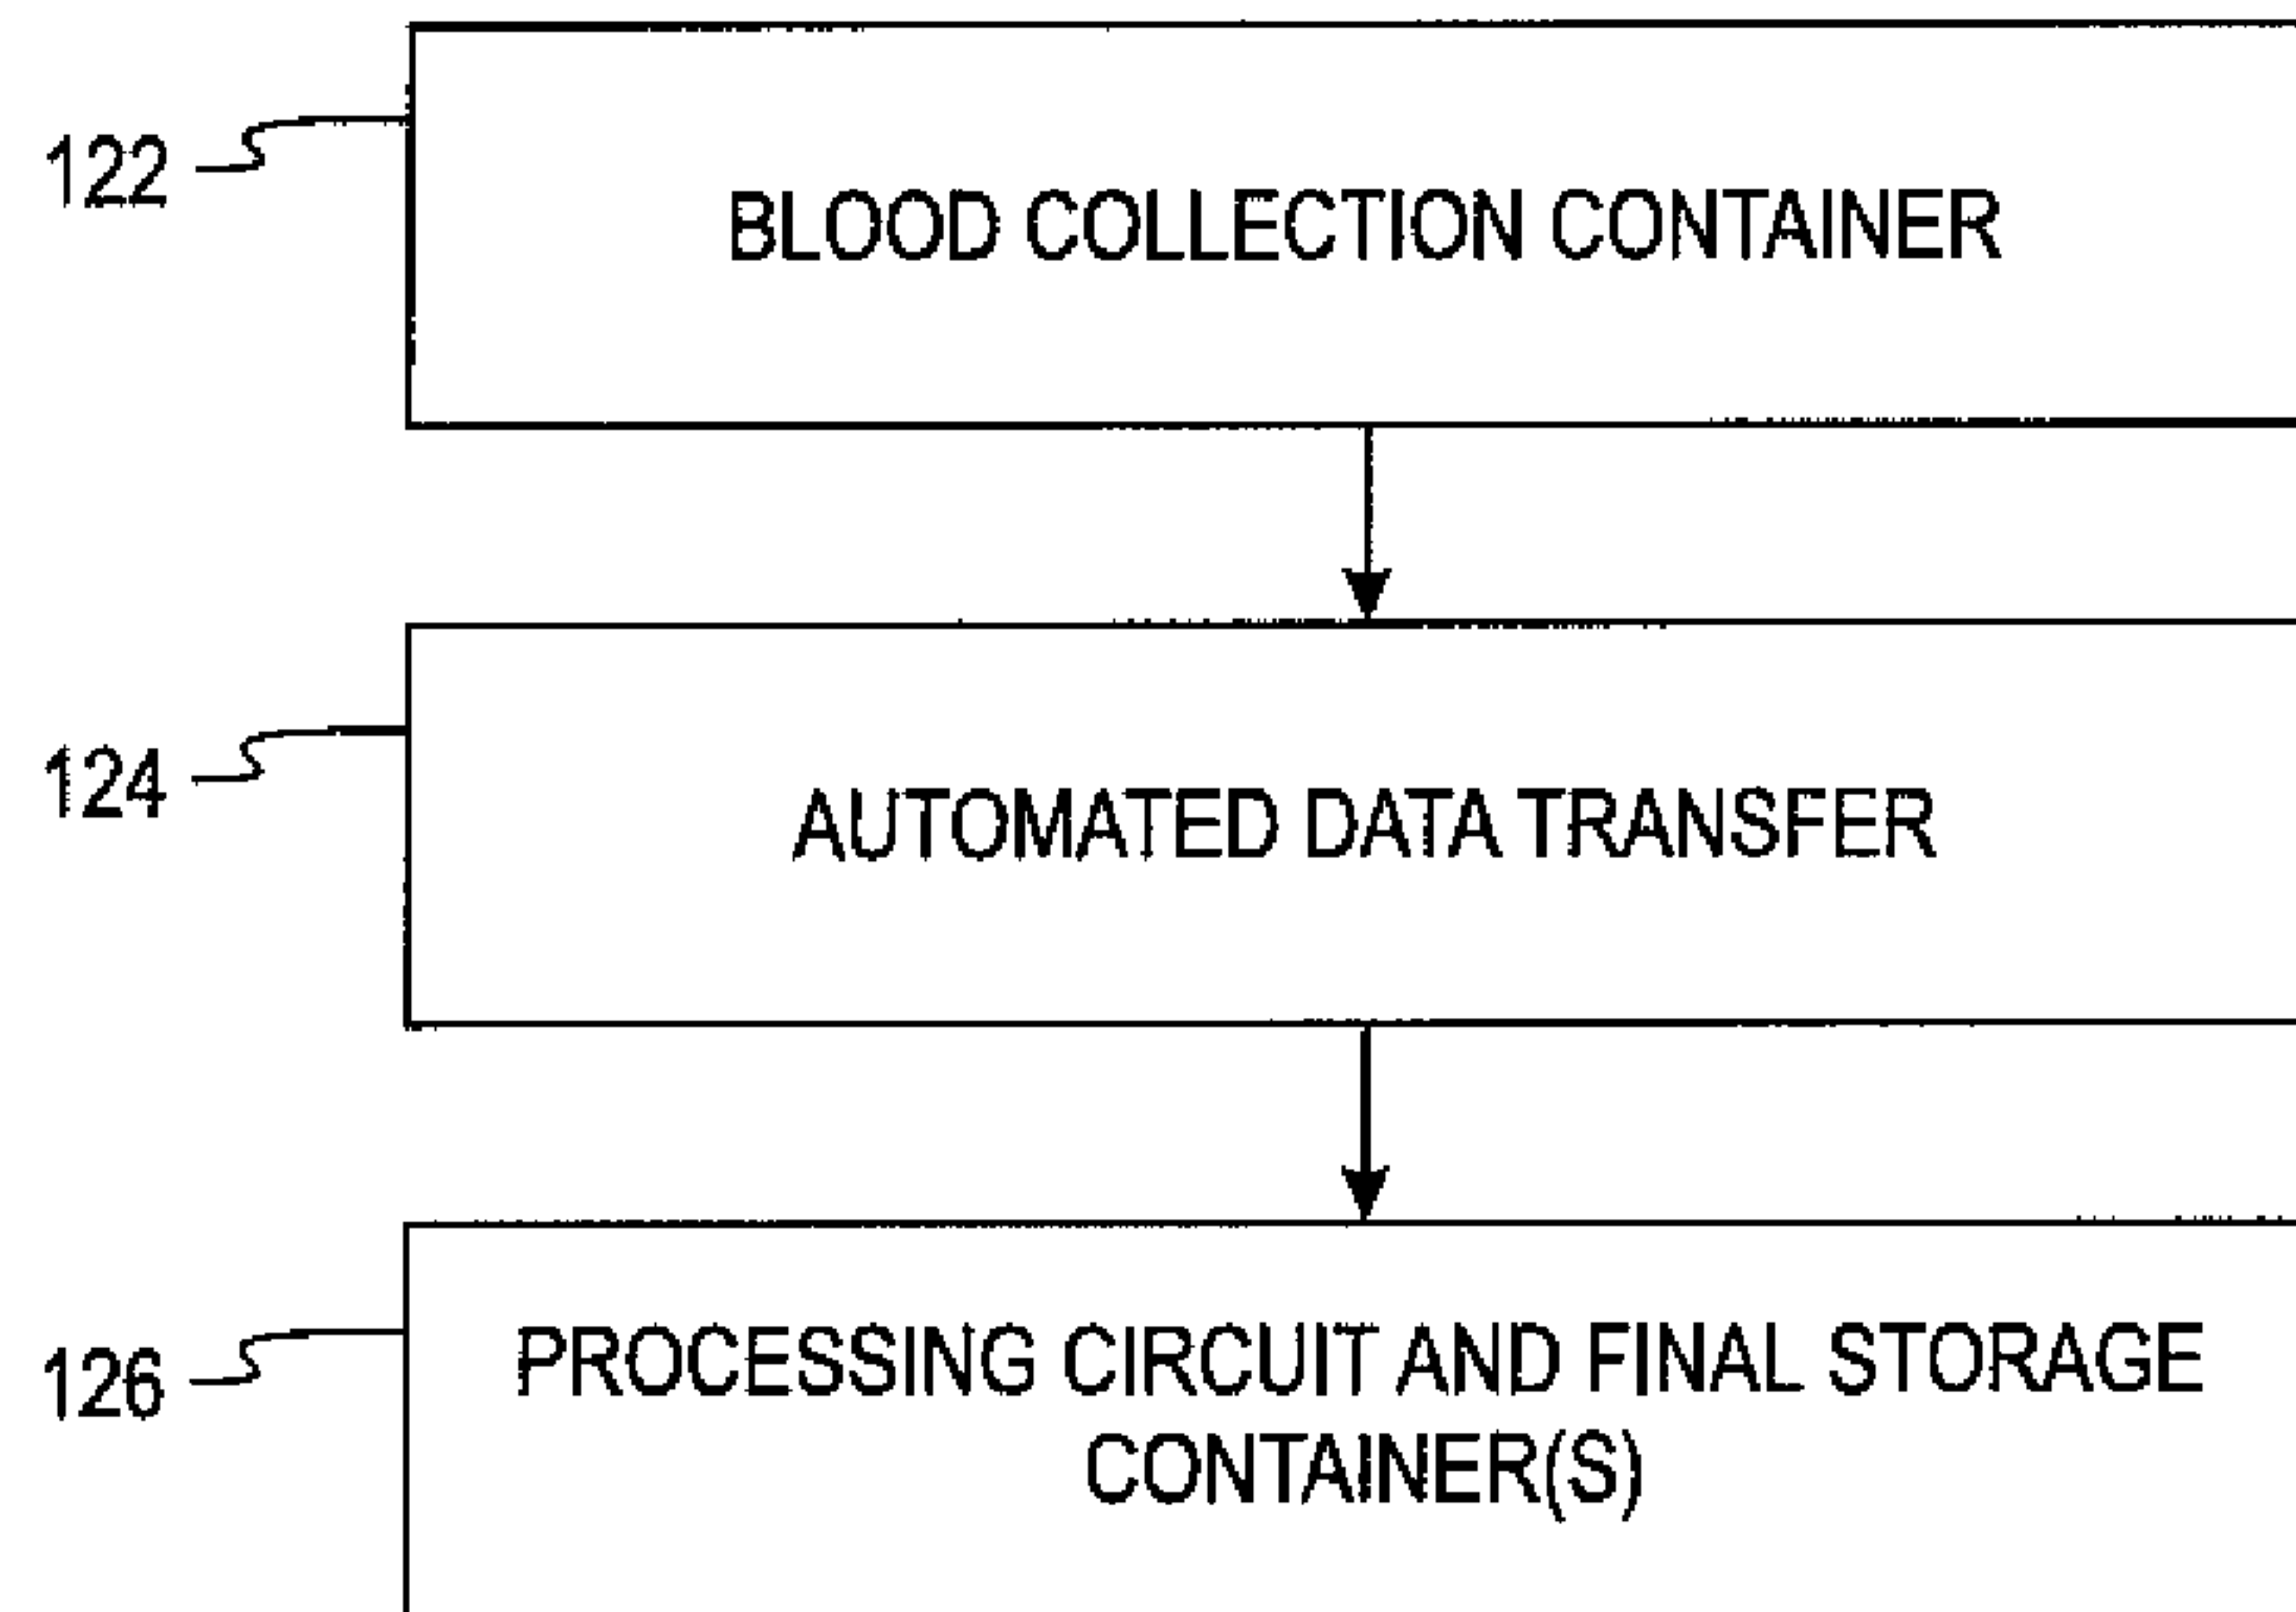 122
BLOOD COLLECTION CONTAINER
124
AUTOMATED DATA TRANSFER
126
PROCESSING CIRCUIT AND FINAL STORAGE
CONTAINER(S)